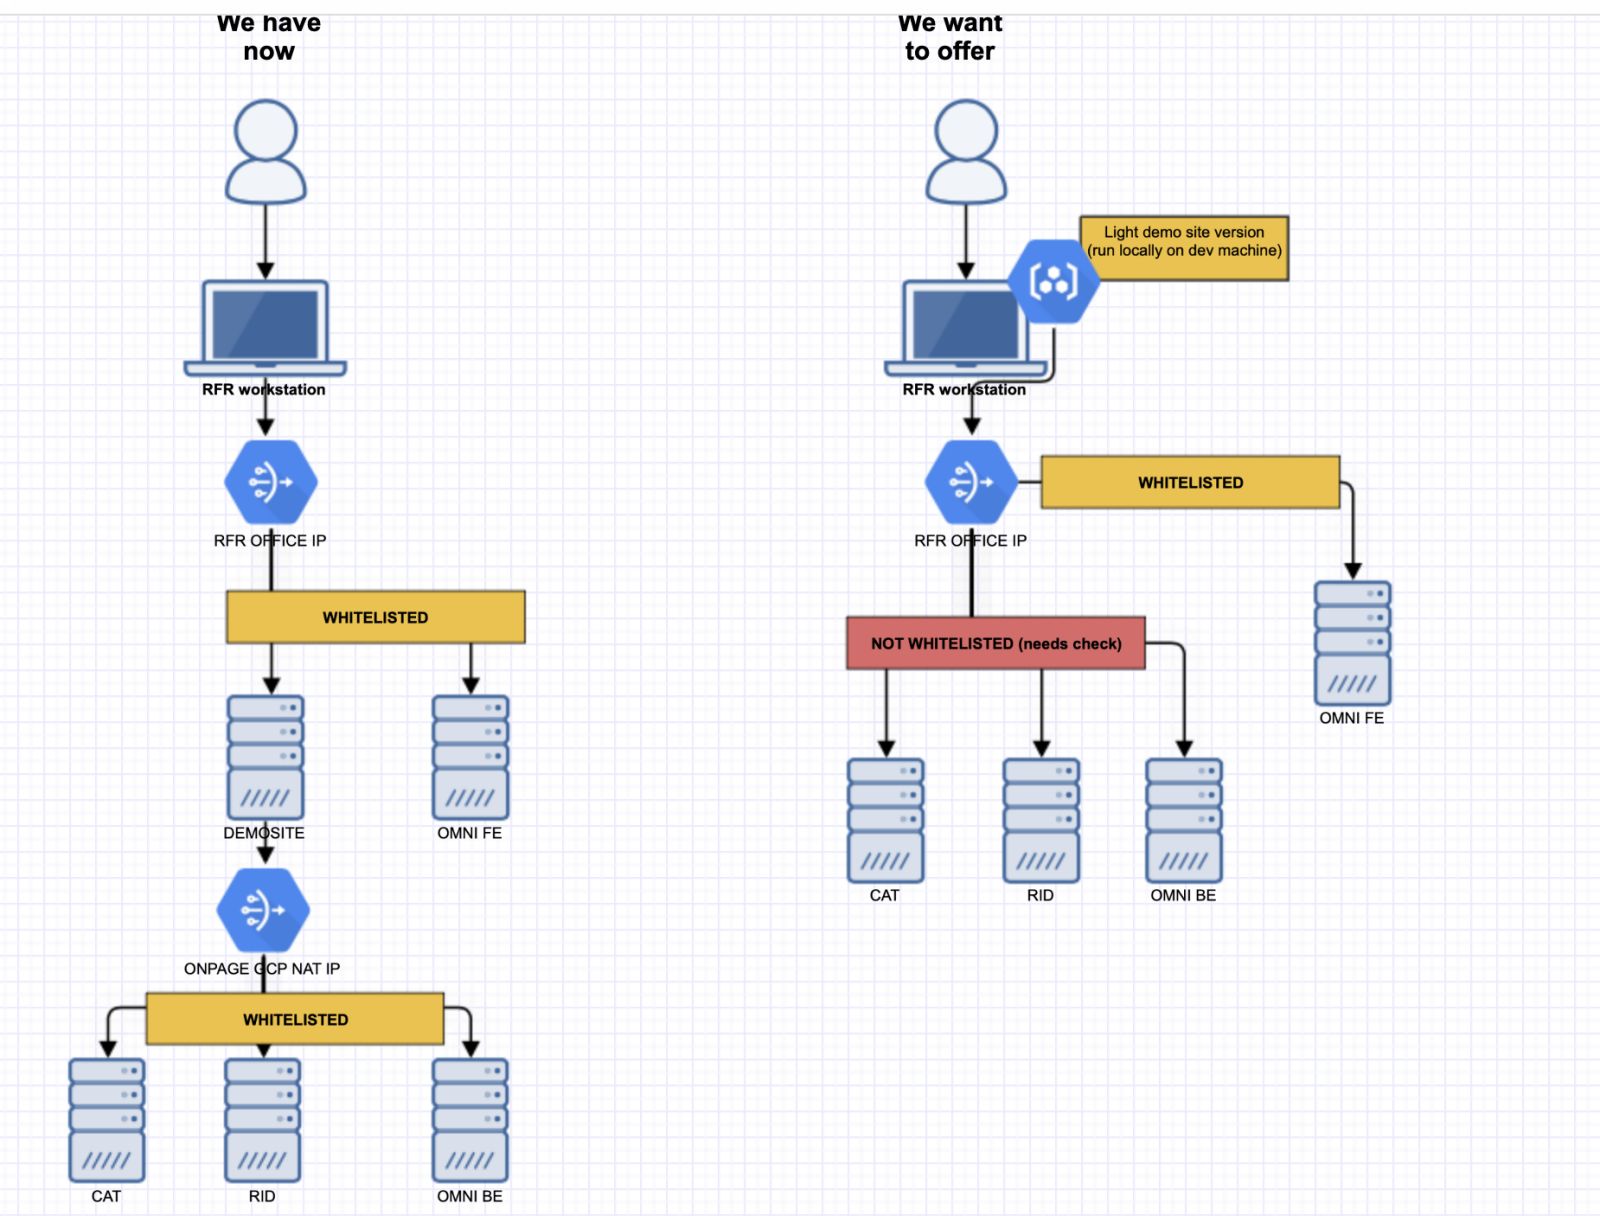 We have
now
RFR workstation
RFR OFFICE IP
WHITELISTED
DEMOSITE
OMNI FE
ONPAGE GCP NAT IP
WHITELISTED
CAT
RID
OMNI BE
We want
to offer
Light demo site version
(run locally on dev machine)
RFR workstation
RFR OFFICE IP
WHITELISTED
OMNI FE
NOT WHITELISTED (needs check)
CAT
RID
OMNI BE